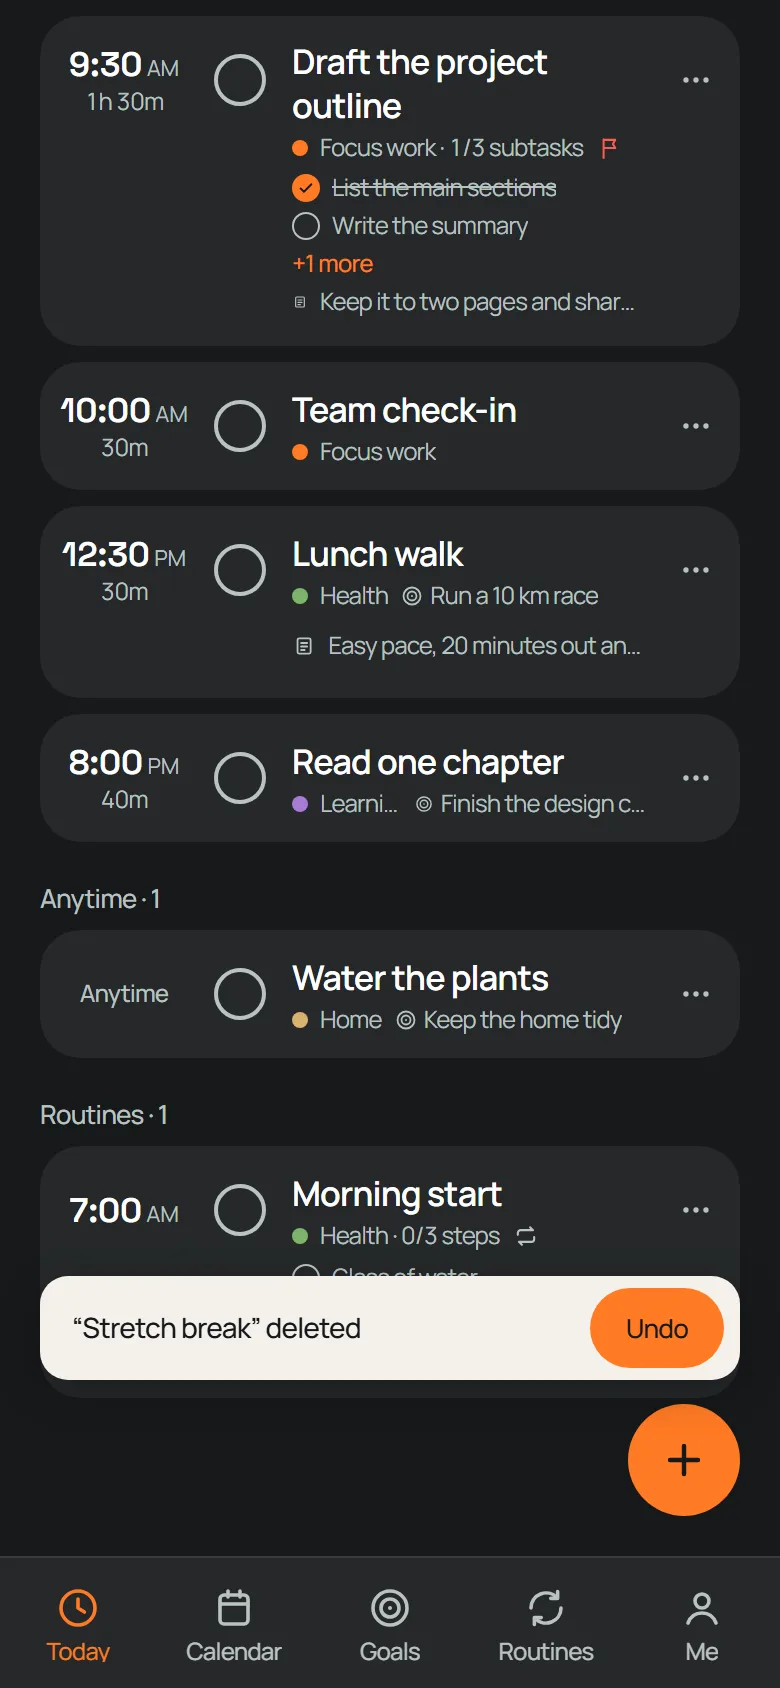 9:30 AM
1h 30m
Draft the project
outline
Focus work · 1/3 subtasks
List the main sections
Write the summary
+1 more
Keep it to two pages and shar...
10:00 AM
30m
Team check-in
Focus work
12:30 PM
30m
Lunch walk
Health Run a 10 km race
Easy pace, 20 minutes out an...
8:00 PM
40m
Read one chapter
Learni... Finish the design c...
Anytime · 1
Anytime
Water the plants
Home Keep the home tidy
Routines · 1
7:00 AM
Morning start
Health · 0/3 steps
Glass of water
“Stretch break” deleted
Undo
Today Calendar Goals Routines Me